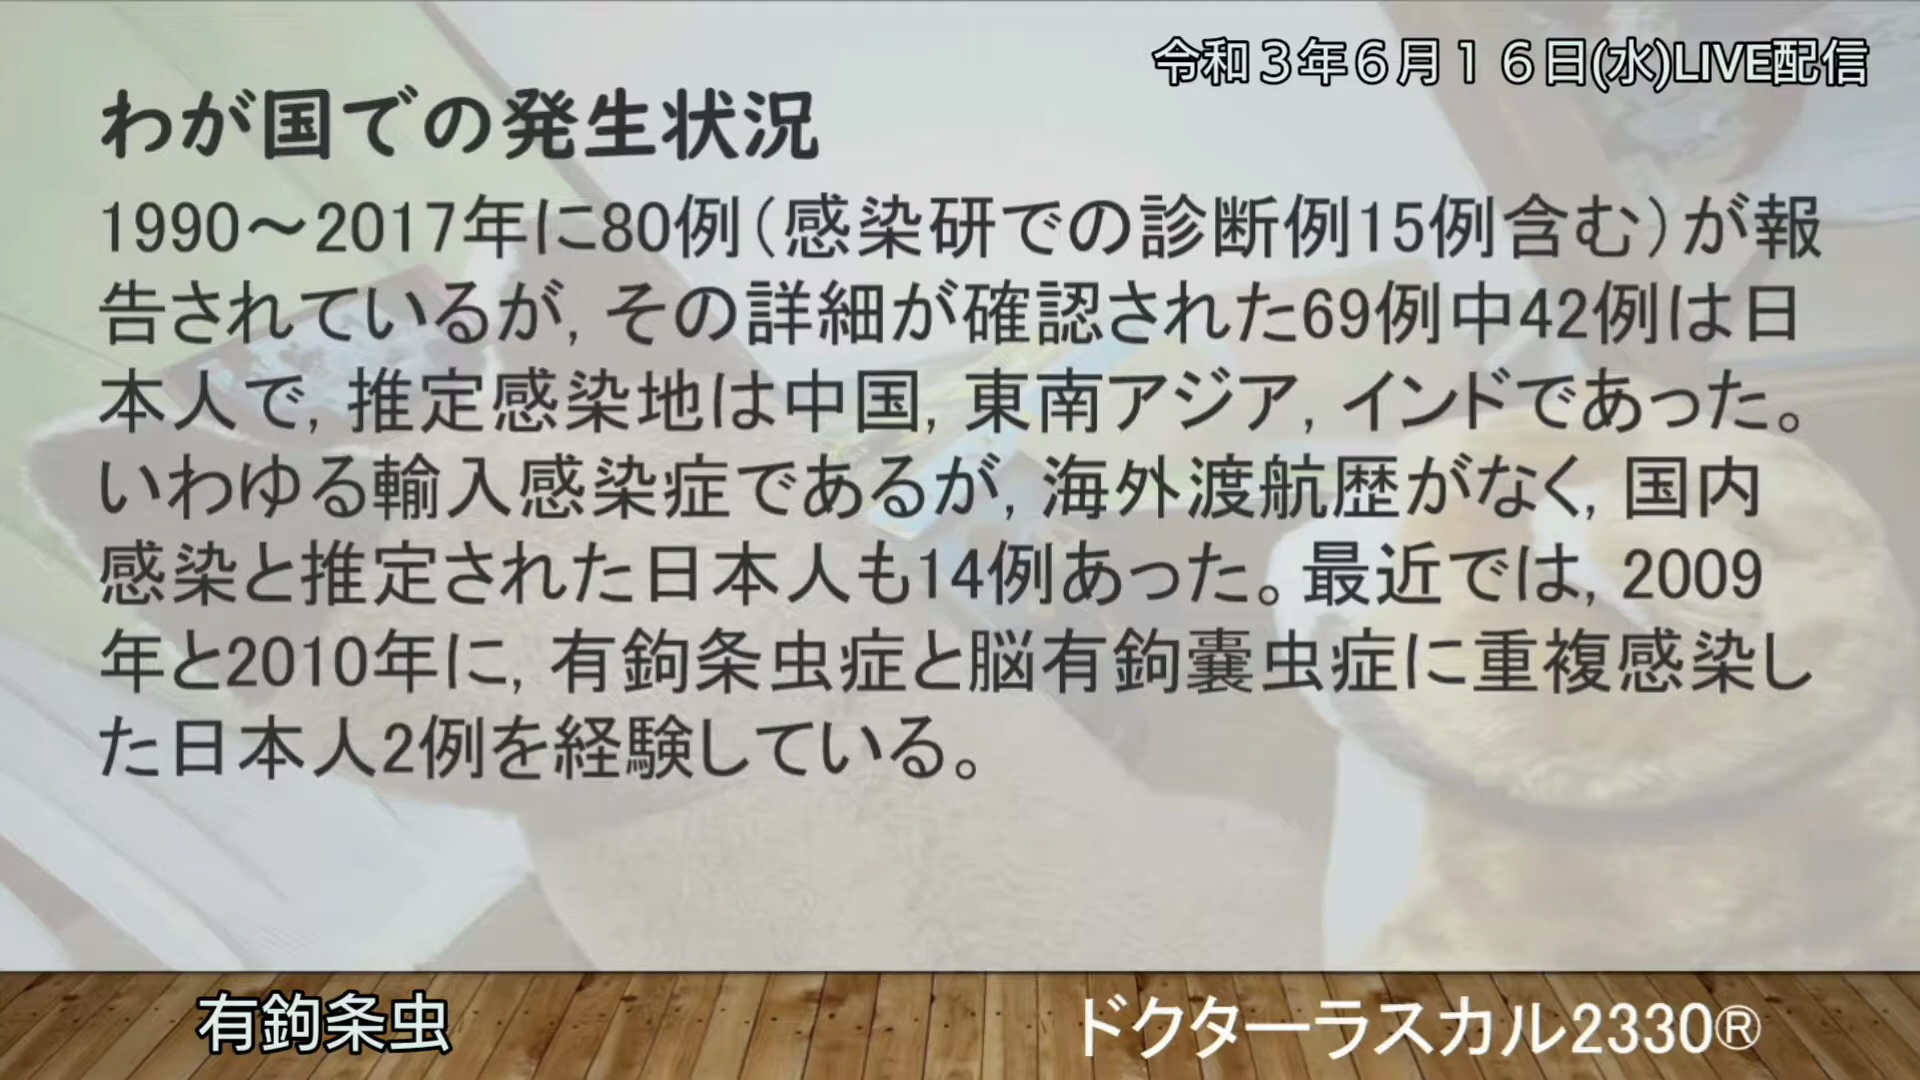 令和３年６月１６日(水)LIVE配信
わが国での発生状況
1990～2017年に80例（感染研での診断例15例含む）が報
告されているが，その詳細が確認された69例中42例は日
本人で，推定感染地は中国，東南アジア，インドであった。
いわゆる輸入感染症であるが，海外渡航歴がなく，国内
感染と推定された日本人も14例あった。最近では，2009
年と2010年に，有鉤条虫症と脳有鉤嚢虫症に重複感染し
た日本人2例を経験している。
有鉤条虫
ドクターラスカル2330®